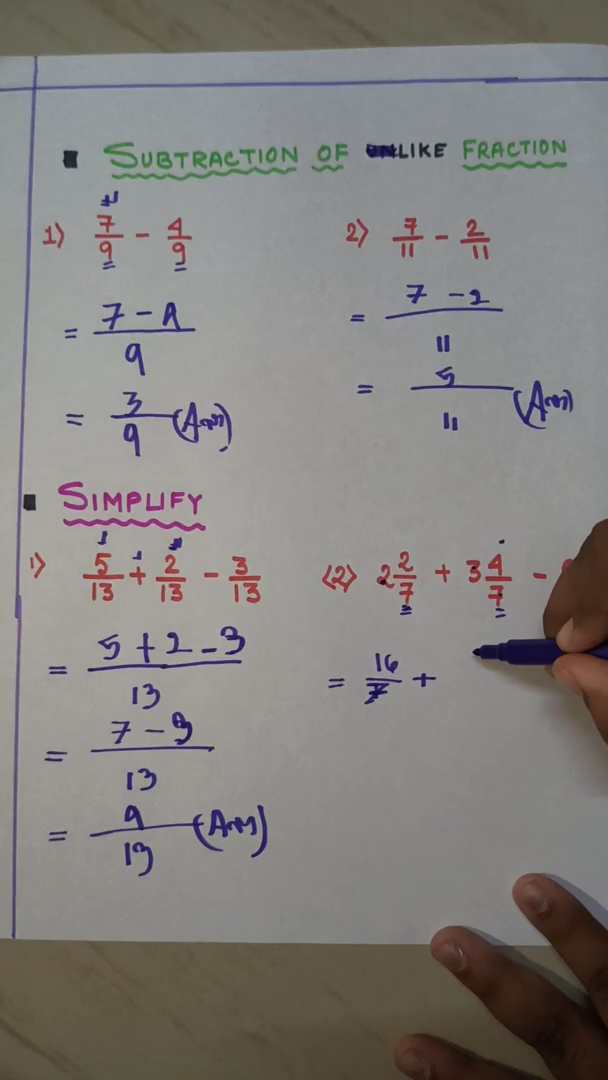 ■ SUBTRACTION OF LIKE FRACTION
1) 7/9 - 4/9
= 7 - 4 / 9
= 3/9 (Ans)
2) 7/11 - 2/11
= 7 - 2 / 11
= 5/11 (Ans)
■ SIMPLIFY
1) 5/13 + 2/13 - 3/13
= 5 + 2 - 3 / 13
= 7 - 3 / 13
= 4/13 (Ans)
(2) 2 2/7 + 3 4/7 -
= 16/7 +